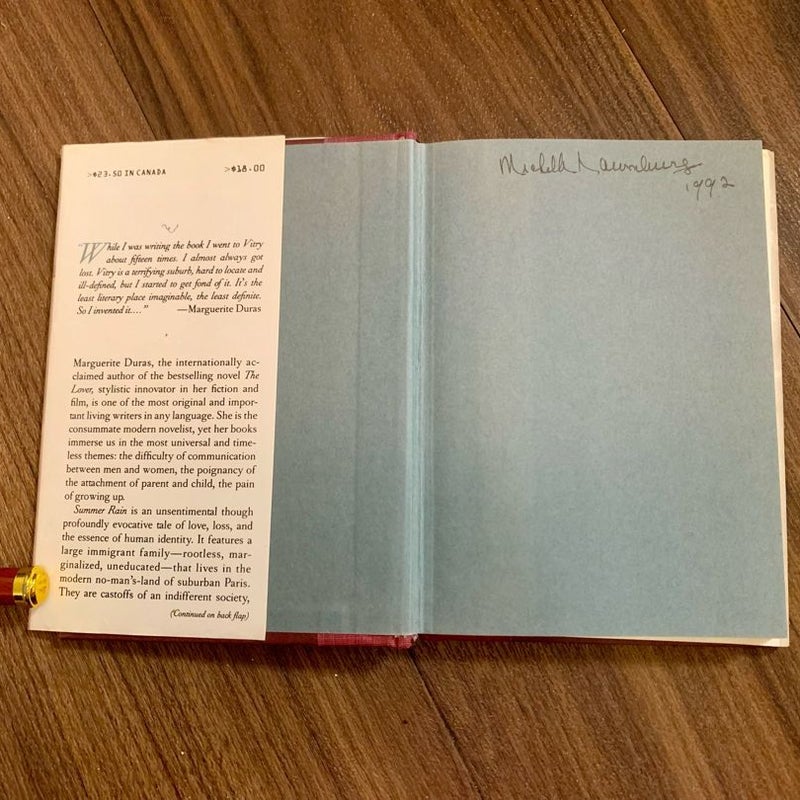 >$23.50 IN CANADA >$18.00
"While I was writing the book I went to Vitry
about fifteen times. I almost always got
lost. Vitry is a terrifying suburb, hard to locate and
ill-defined, but I started to get fond of it. It's the
least literary place imaginable, the least definite.
So I invented it...." —Marguerite Duras
Marguerite Duras, the internationally ac-
claimed author of the bestselling novel The
Lover, stylistic innovator in her fiction and
film, is one of the most original and impor-
tant living writers in any language. She is the
consummate modern novelist, yet her books
immerse us in the most universal and time-
less themes: the difficulty of communication
between men and women, the poignancy of
the attachment of parent and child, the pain
of growing up.
Summer Rain is an unsentimental though
profoundly evocative tale of love, loss, and
the essence of human identity. It features a
large immigrant family—rootless, mar-
ginalized, uneducated—that lives in the
modern no-man's-land of suburban Paris.
They are castoffs of an indifferent society,
(Continued on back flap)
1992